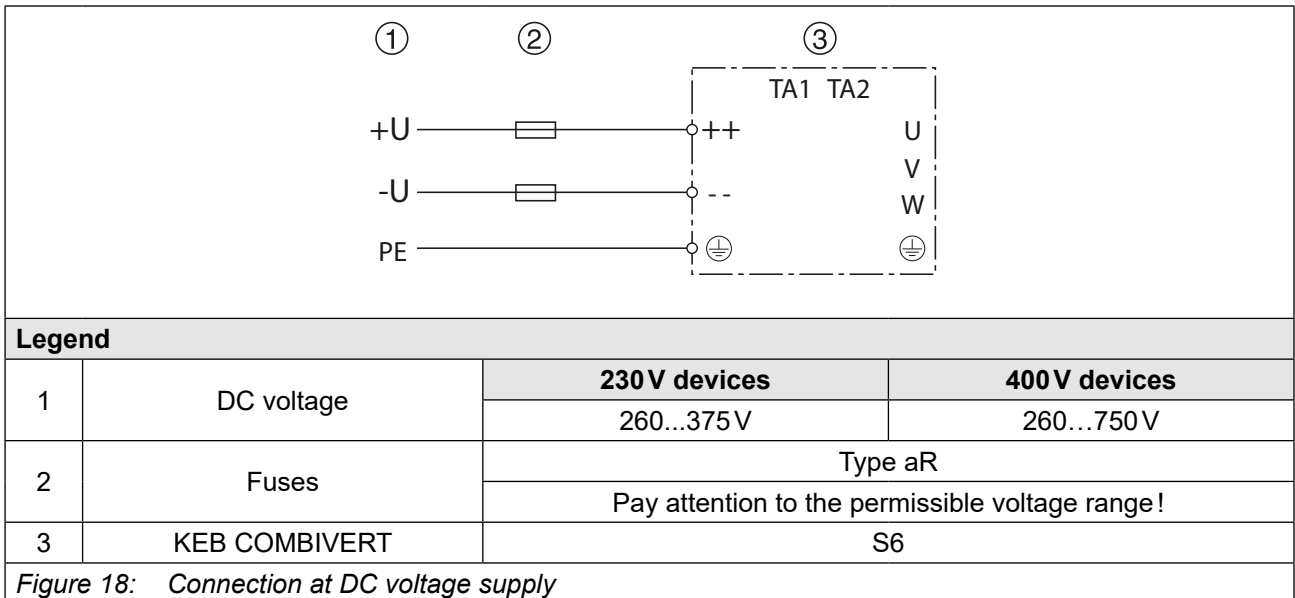 ① ② ③
TA1 TA2
+U ++ U
V
-U -- W
PE
Legend
1 DC voltage 230 V devices 400 V devices
260...375 V 260…750 V
2 Fuses Type aR
Pay attention to the permissible voltage range!
3 KEB COMBIVERT S6
Figure 18: Connection at DC voltage supply